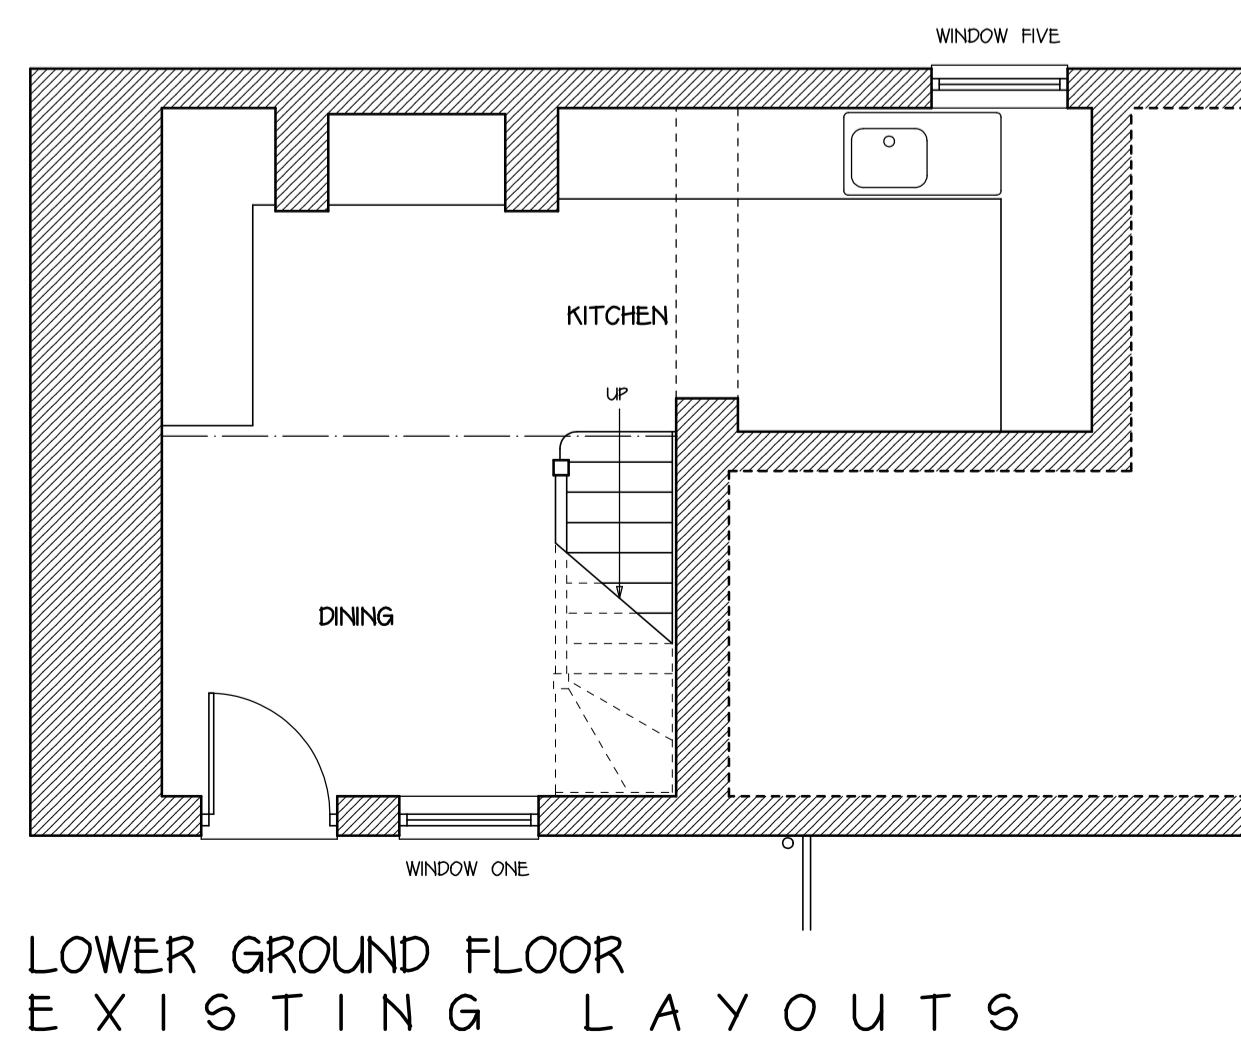 WINDOW FIVE
KITCHEN
UP
DINING
WINDOW ONE
LOWER GROUND FLOOR
EXISTING LAYOUTS